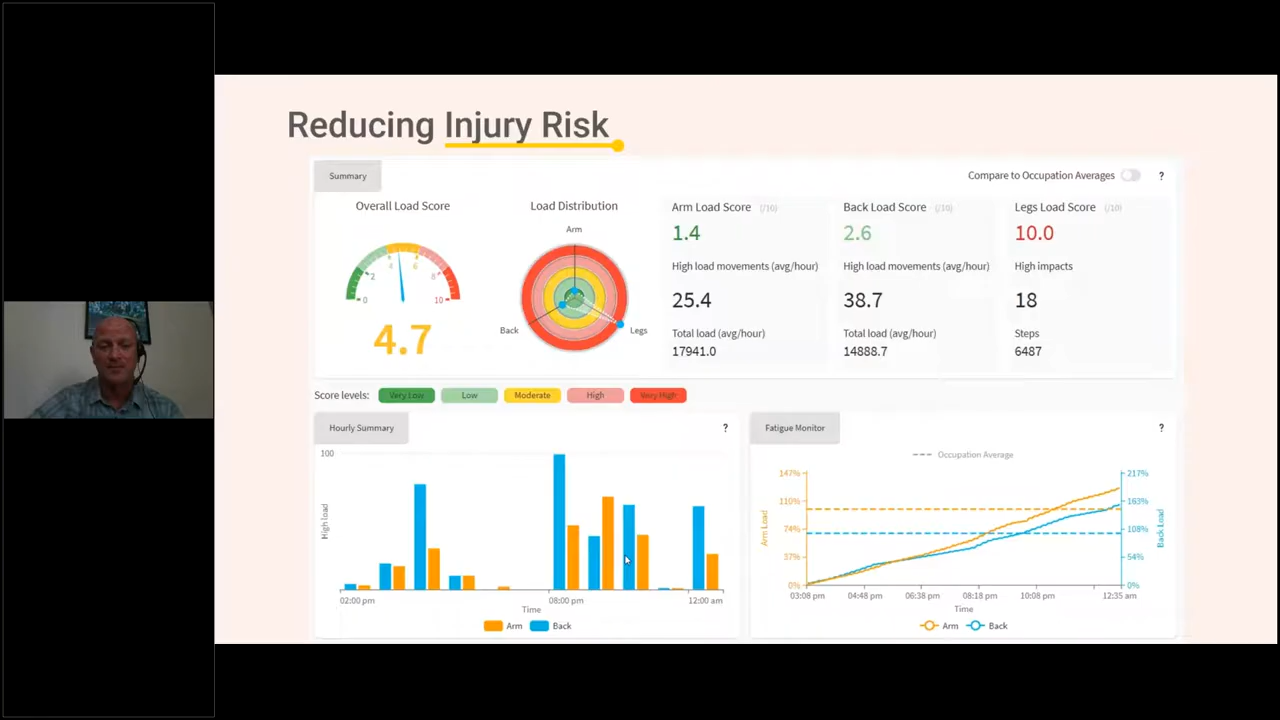 Reducing Injury Risk
Summary
Compare to Occupation Averages ?
Overall Load Score
0 2 4 6 8 10
4.7
Load Distribution
Arm
Back
Legs
Arm Load Score (/10)
1.4
High load movements (avg/hour)
25.4
Total load (avg/hour)
17941.0
Back Load Score (/10)
2.6
High load movements (avg/hour)
38.7
Total load (avg/hour)
14888.7
Legs Load Score (/10)
10.0
High impacts
18
Steps
6487
Score levels: Very Low Low Moderate High Very High
Hourly Summary ?
100
High load
02:00 pm 08:00 pm 12:00 am
Time
Arm Back
Fatigue Monitor ?
Occupation Average
147% 217%
110% 163%
74% 108%
37% 54%
0% 0%
Arm Load
Back Load
03:08 pm 04:48 pm 06:38 pm 08:18 pm 10:08 pm 12:35 am
Time
Arm Back